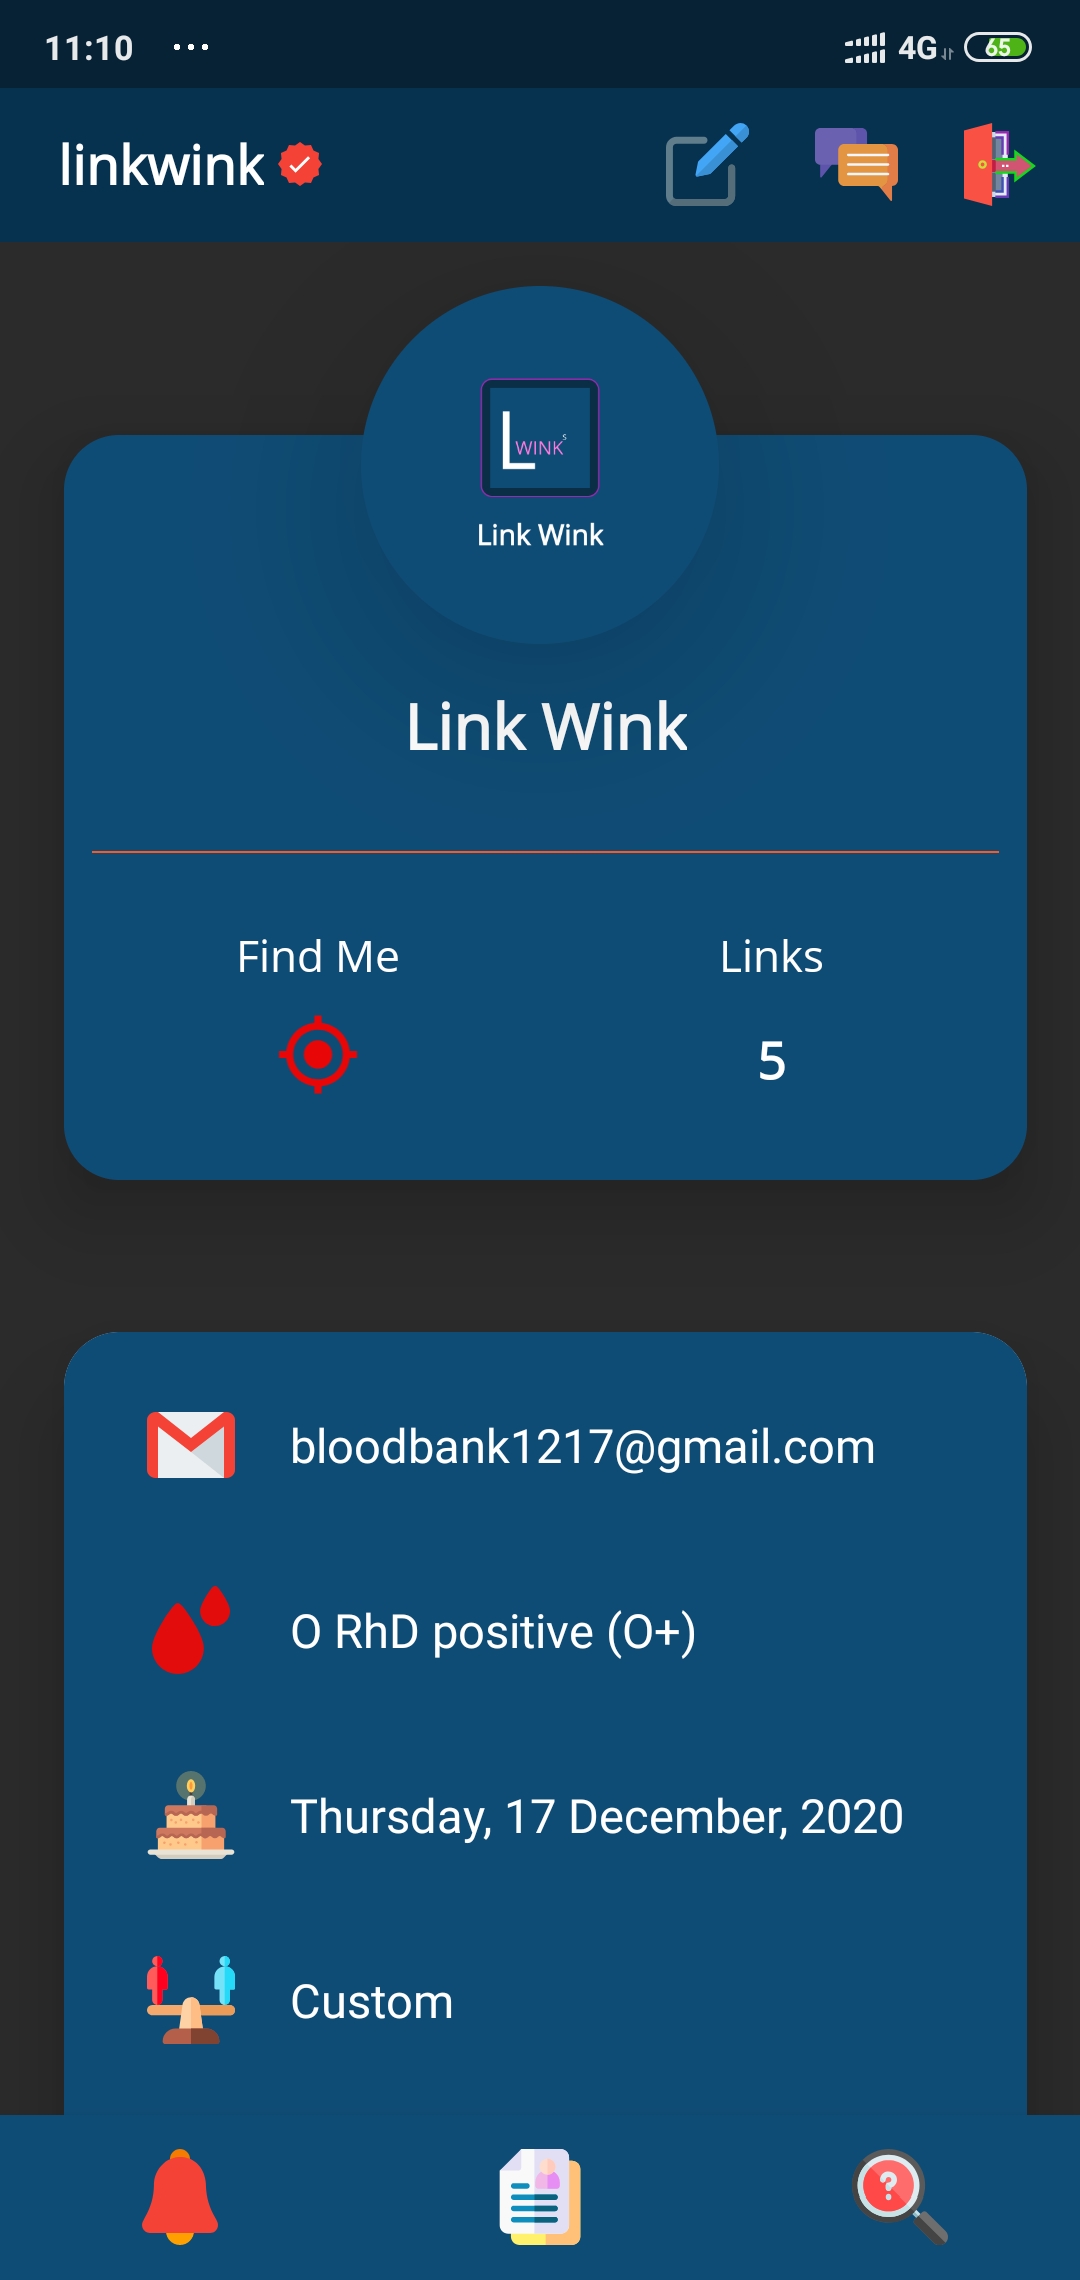 11:10 ... 4G 65
linkwink
L WINK S
Link Wink
Link Wink
Find Me Links
5
bloodbank1217@gmail.com
O RhD positive (O+)
Thursday, 17 December, 2020
Custom
?